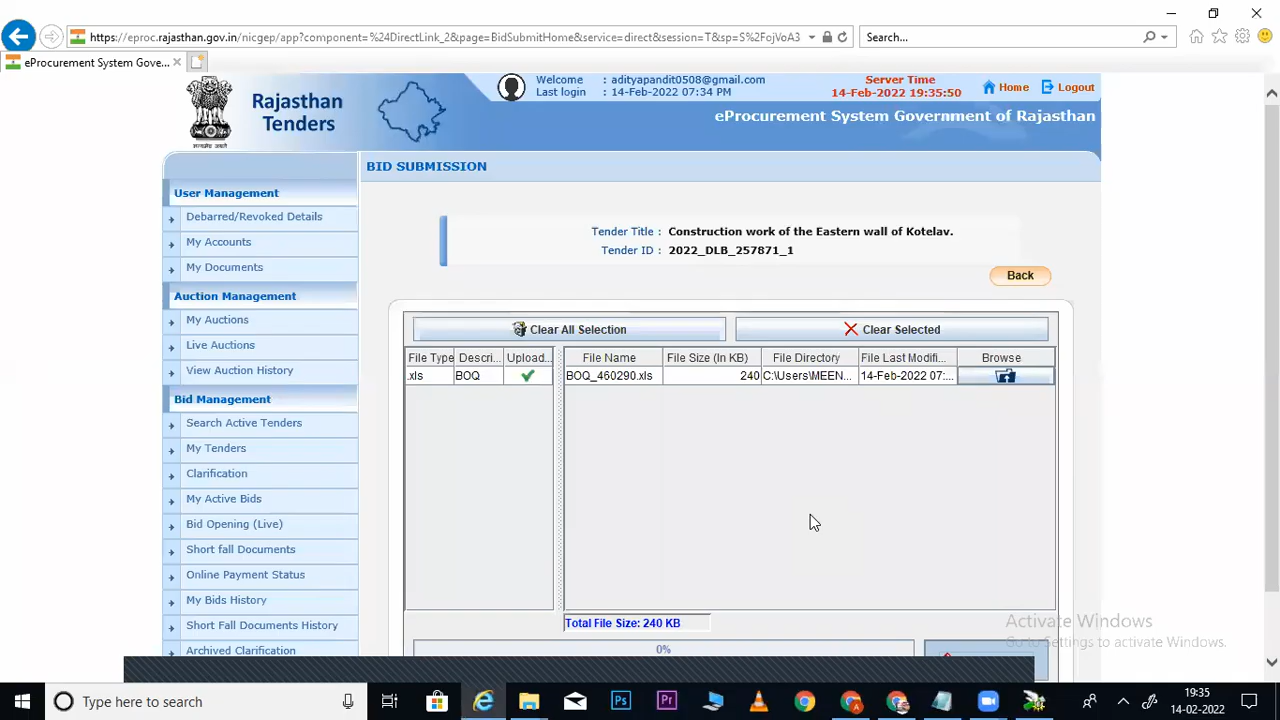 https://eproc.rajasthan.gov.in/nicgep/app?component=%24DirectLink_2&page=BidSubmitHome&service=direct&session=T&sp=S%2FojVoA3
Search...
eProcurement System Gove...
Welcome : adityapandit0508@gmail.com
Last login : 14-Feb-2022 07:34 PM
Server Time
14-Feb-2022 19:35:50
Home
Logout
सत्यमेव जयते
Rajasthan
Tenders
eProcurement System Government of Rajasthan
BID SUBMISSION
User Management
Debarred/Revoked Details
My Accounts
My Documents
Auction Management
My Auctions
Live Auctions
View Auction History
Bid Management
Search Active Tenders
My Tenders
Clarification
My Active Bids
Bid Opening (Live)
Short fall Documents
Online Payment Status
My Bids History
Short Fall Documents History
Archived Clarification
Tender Title : Construction work of the Eastern wall of Kotelav.
Tender ID : 2022_DLB_257871_1
Back
Clear All Selection
Clear Selected
File Type Descri... Upload... File Name File Size (In KB) File Directory File Last Modifi... Browse
.xls BOQ BOQ_460290.xls 240 C:\Users\MEEN... 14-Feb-2022 07:...
Total File Size: 240 KB
0%
Activate Windows
Go to Settings to activate Windows.
Type here to search
Ps
Pr
19:35
14-02-2022